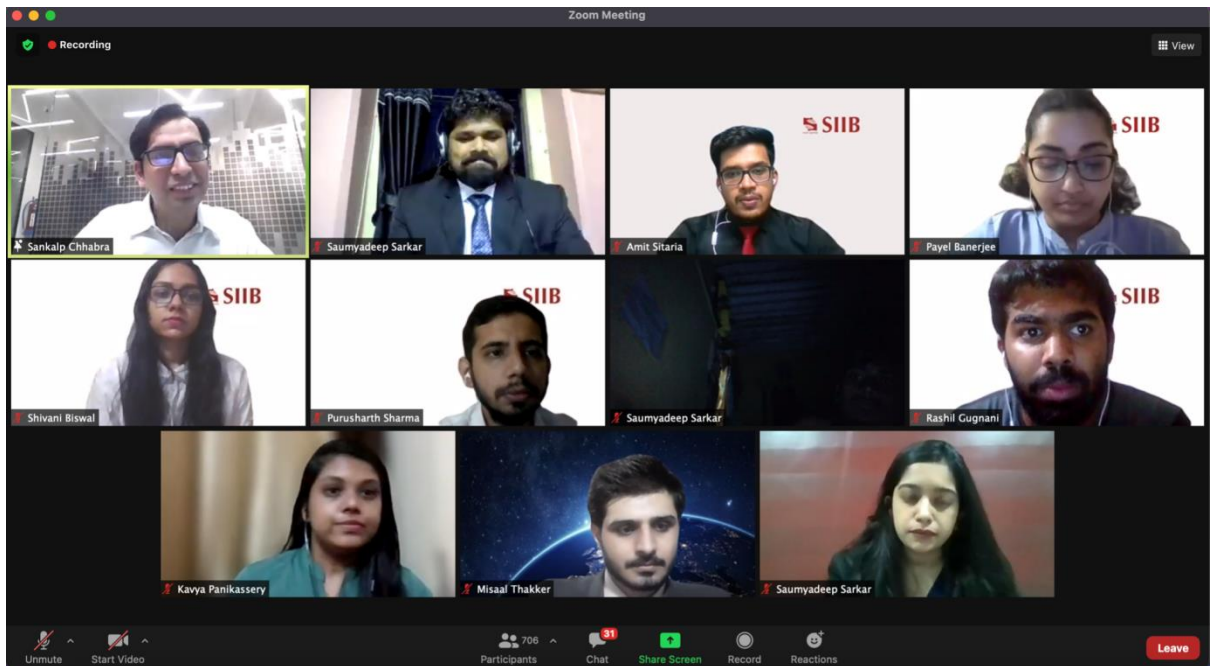 Zoom Meeting
Recording
View
SIIB
SIIB
Sankalp Chhabra
Saumyadeep Sarkar
Amit Sitaria
Payel Banerjee
SIIB
SIIB
SIIB
Shivani Biswal
Purusharth Sharma
Saumyadeep Sarkar
Rashil Gugnani
Kavya Panikassery
Misaal Thakker
Saumyadeep Sarkar
Unmute
Start Video
706
Participants
31
Chat
Share Screen
Record
Reactions
Leave